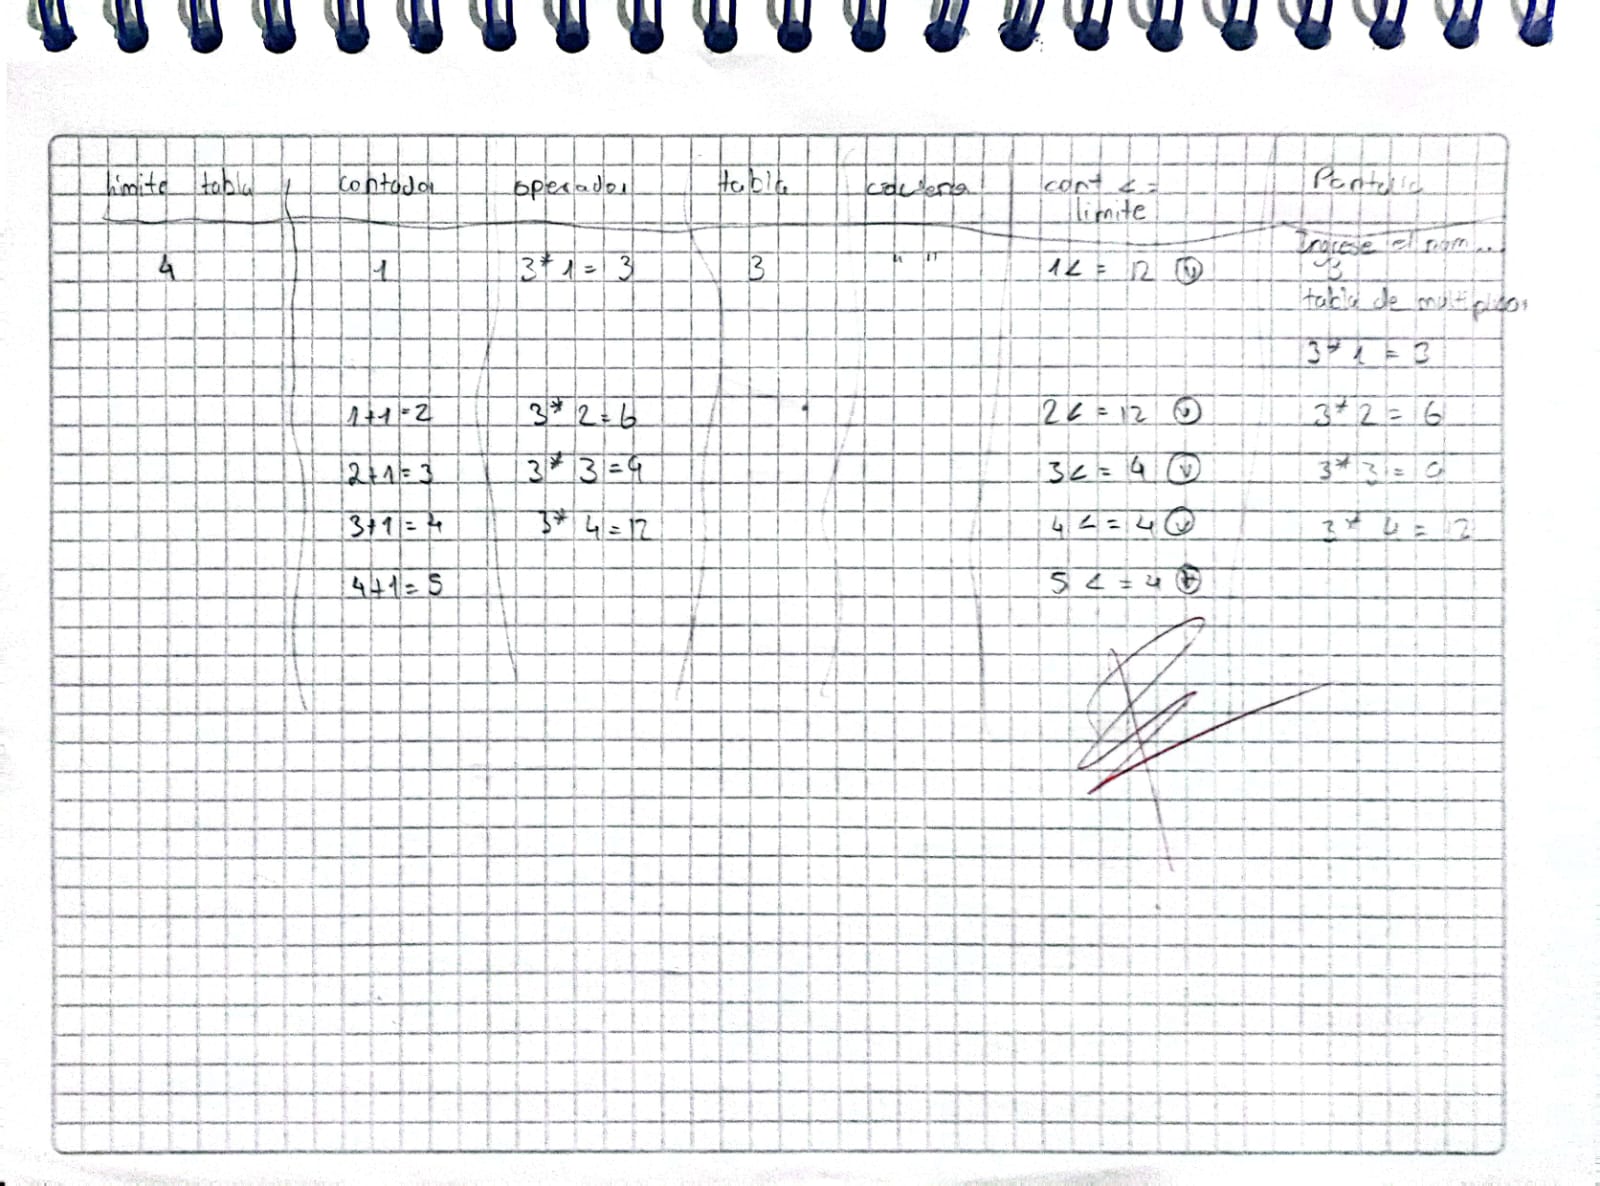 limite tabla contador operador tabla cadena cont <= Pantalla
limite
Ingrese el num...
4 1 3*1= 3 3 " " 1<= 12 V 3
tabla de multiplicar
3*1 = 3
1+1=2 3* 2=6 2<=12 V 3*2= 6
2+1=3 3* 3=9 3<= 4 V 3*3= 9
3+1=4 3* 4=12 4<=4 V 3* 4= 12
4+1=5 5 <= 4 F